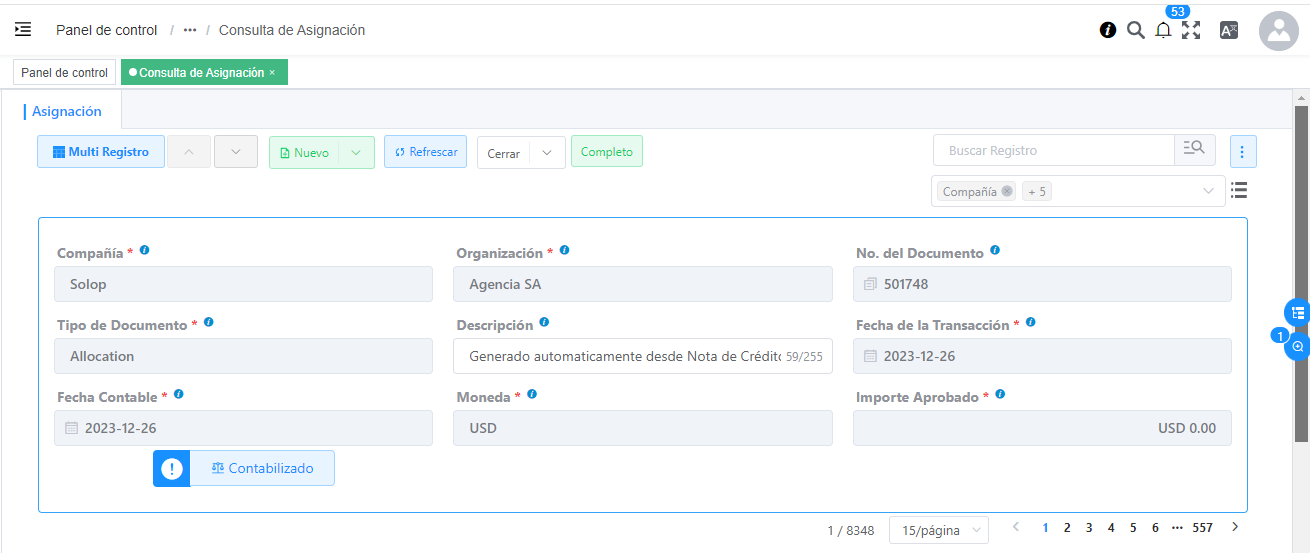 53
Panel de control / ••• / Consulta de Asignación
Panel de control
Consulta de Asignación ×
Asignación
Multi Registro Nuevo Refrescar Cerrar Completo Buscar Registro
Compañía + 5
Compañía * Organización * No. del Documento
Solop Agencia SA 501748
Tipo de Documento * Descripción Fecha de la Transacción *
Allocation Generado automaticamente desde Nota de Crédito 59/255 2023-12-26
1
Fecha Contable * Moneda * Importe Aprobado *
2023-12-26 USD USD 0.00
Contabilizado
1 / 8348 15/página 1 2 3 4 5 6 ••• 557